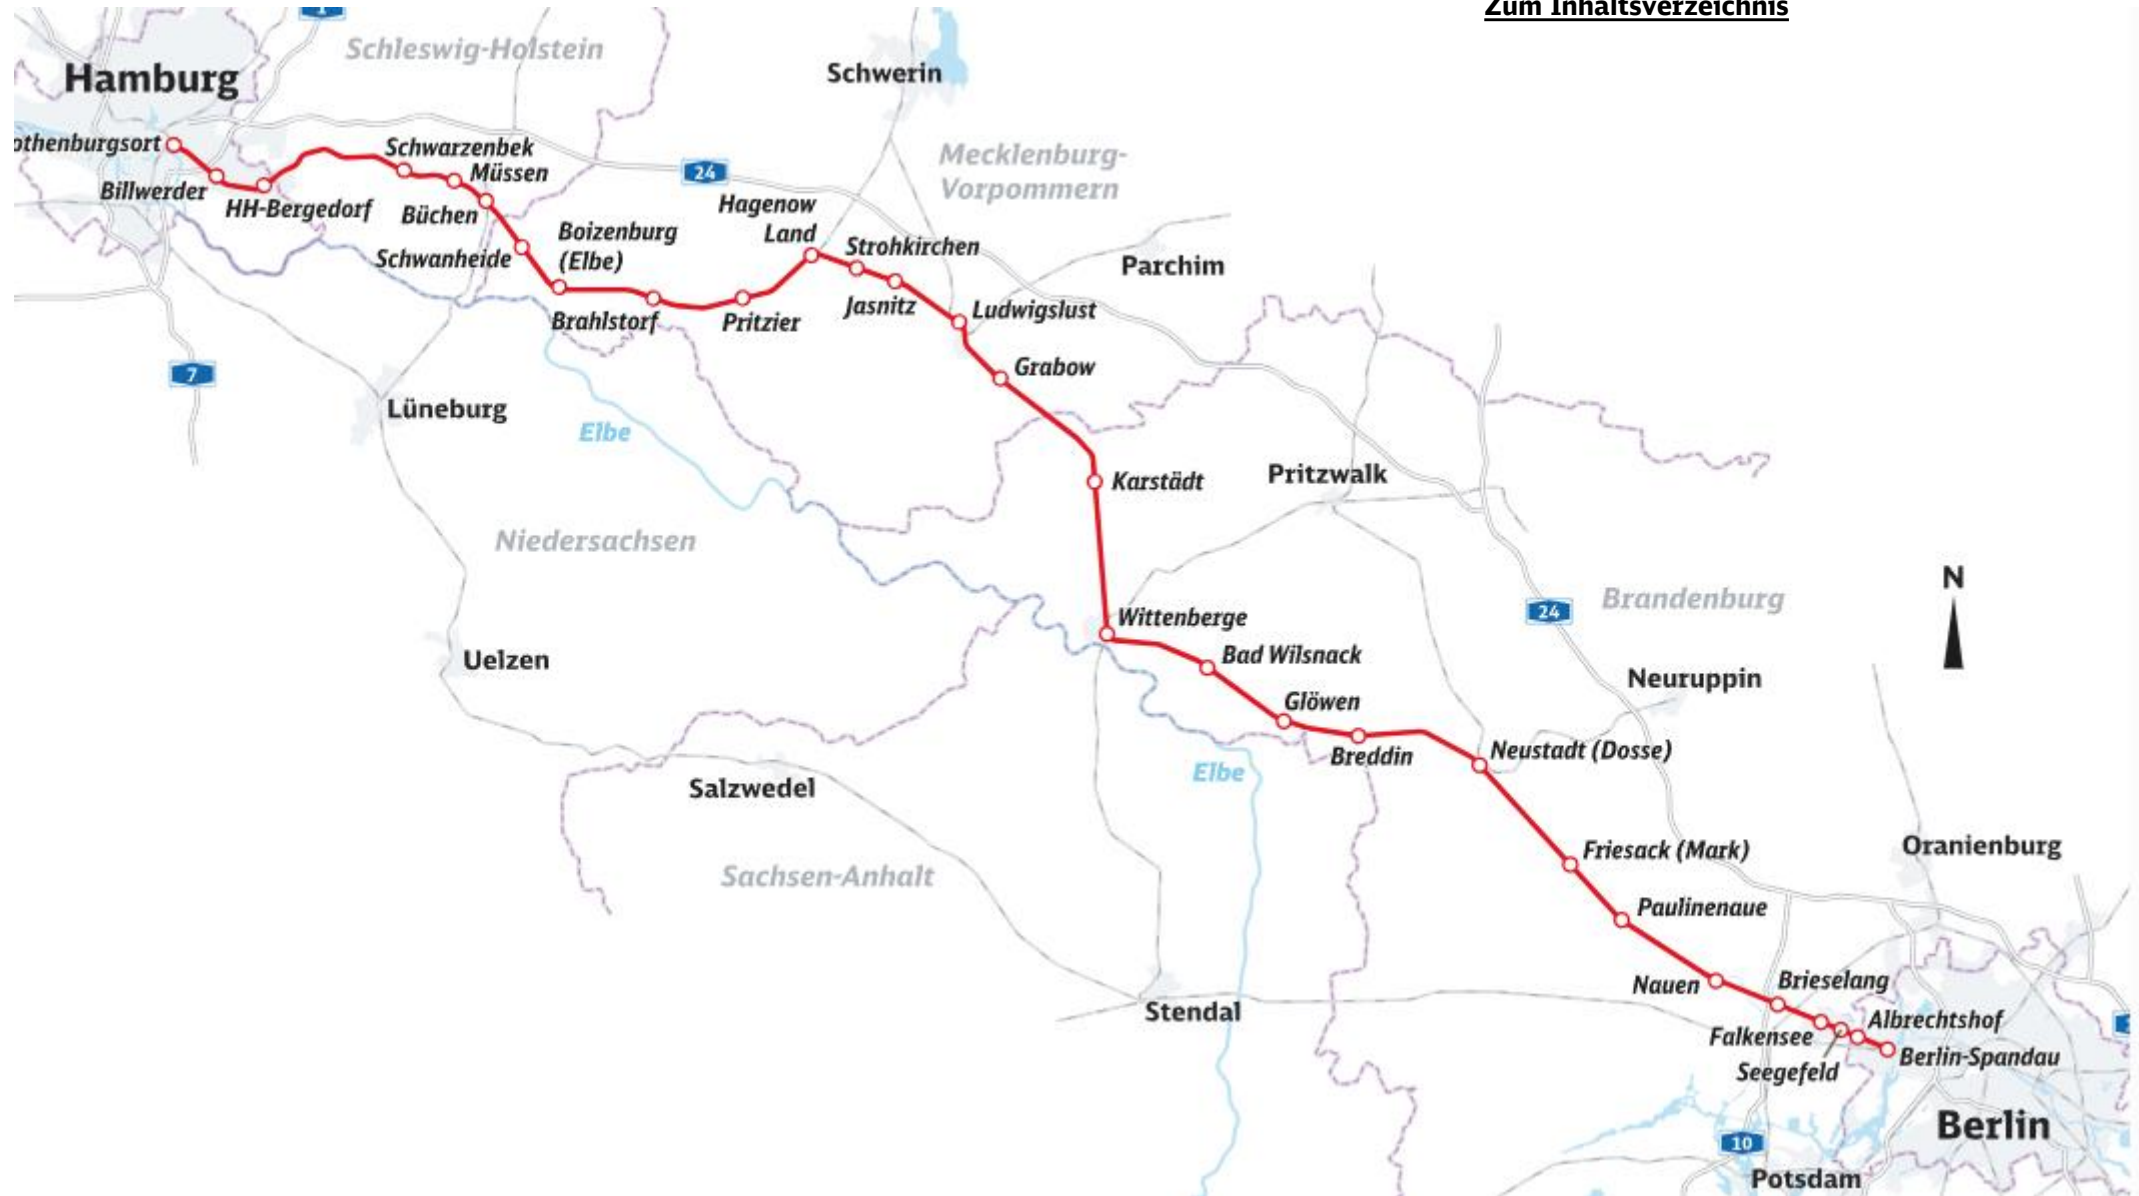 Zum Inhaltsverzeichnis
1
Schleswig-Holstein
Hamburg
Schwerin
othenburgsort
Schwarzenbek
Müssen
24
Mecklenburg-
Vorpommern
Billwerder
HH-Bergedorf
Büchen
Hagenow
Land
Boizenburg
(Elbe)
Schwanheide
Strohkirchen
Parchim
Jasnitz
Ludwigslust
Brahlstorf
Pritzier
7
Grabow
Lüneburg
Elbe
Karstädt
Pritzwalk
Niedersachsen
N
Brandenburg
24
Wittenberge
Bad Wilsnack
Uelzen
Neuruppin
Glöwen
Breddin
Neustadt (Dosse)
Elbe
Salzwedel
Sachsen-Anhalt
Friesack (Mark)
Oranienburg
Paulinenaue
Nauen
Brieselang
Stendal
Albrechtshof
Falkensee
Berlin-Spandau
Seegefeld
Berlin
10
Potsdam